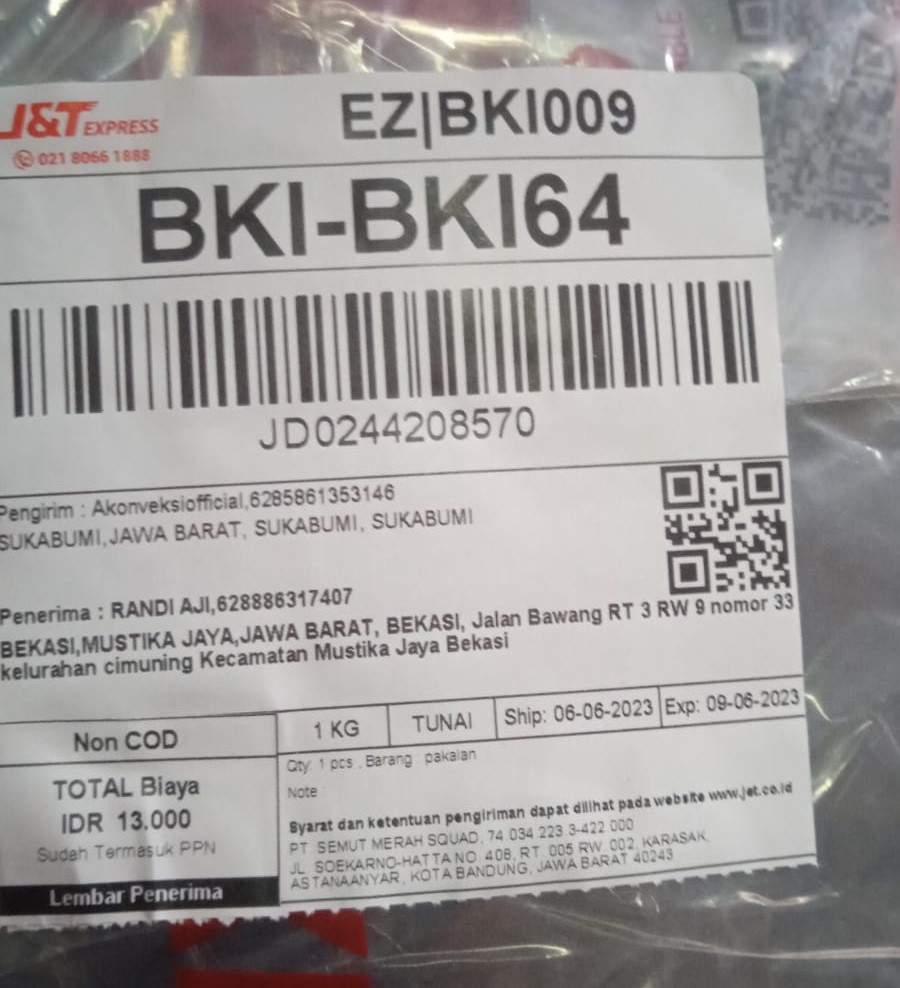 J&T EXPRESS
021 8066 1888
EZ|BKI009
BKI-BKI64
JD0244208570
Pengirim : Akonveksiofficial,6285861353146
SUKABUMI,JAWA BARAT, SUKABUMI, SUKABUMI
Penerima : RANDI AJI,628886317407
BEKASI,MUSTIKA JAYA,JAWA BARAT, BEKASI, Jalan Bawang RT 3 RW 9 nomor 33
kelurahan cimuning Kecamatan Mustika Jaya Bekasi
Non COD
1 KG
TUNAI
Ship: 06-06-2023
Exp: 09-06-2023
TOTAL Biaya
IDR 13.000
Sudah Termasuk PPN
Lembar Penerima
Qty: 1 pcs , Barang : pakaian
Note :
Syarat dan ketentuan pengiriman dapat dilihat pada website www.jet.co.id
PT. SEMUT MERAH SQUAD, 74 034 223 3-422 000
JL. SOEKARNO-HATTA NO. 408, RT. 005 RW. 002, KARASAK,
ASTANAANYAR, KOTA BANDUNG, JAWA BARAT 40243